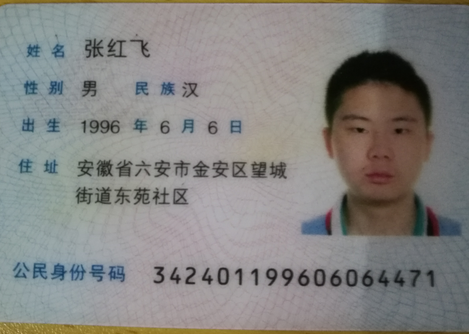 姓名 张红飞
性别 男 民族 汉
出生 1996 年 6 月 6 日
住址 安徽省六安市金安区望城
街道东苑社区
公民身份号码 342401199606064471